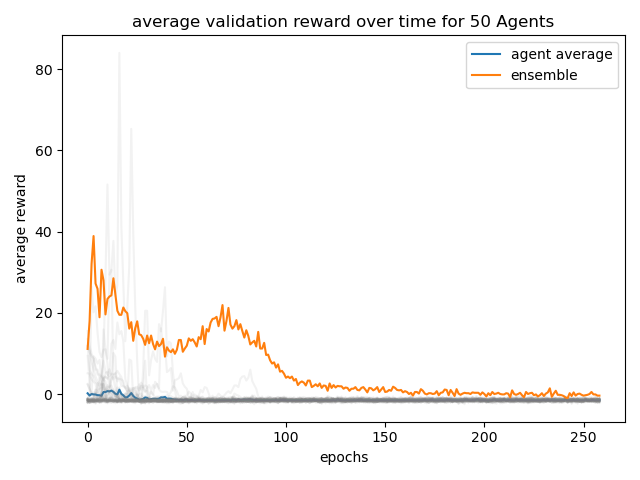 average validation reward over time for 50 Agents
agent average
ensemble
average reward
80
60
40
20
0
0 50 100 150 200 250
epochs